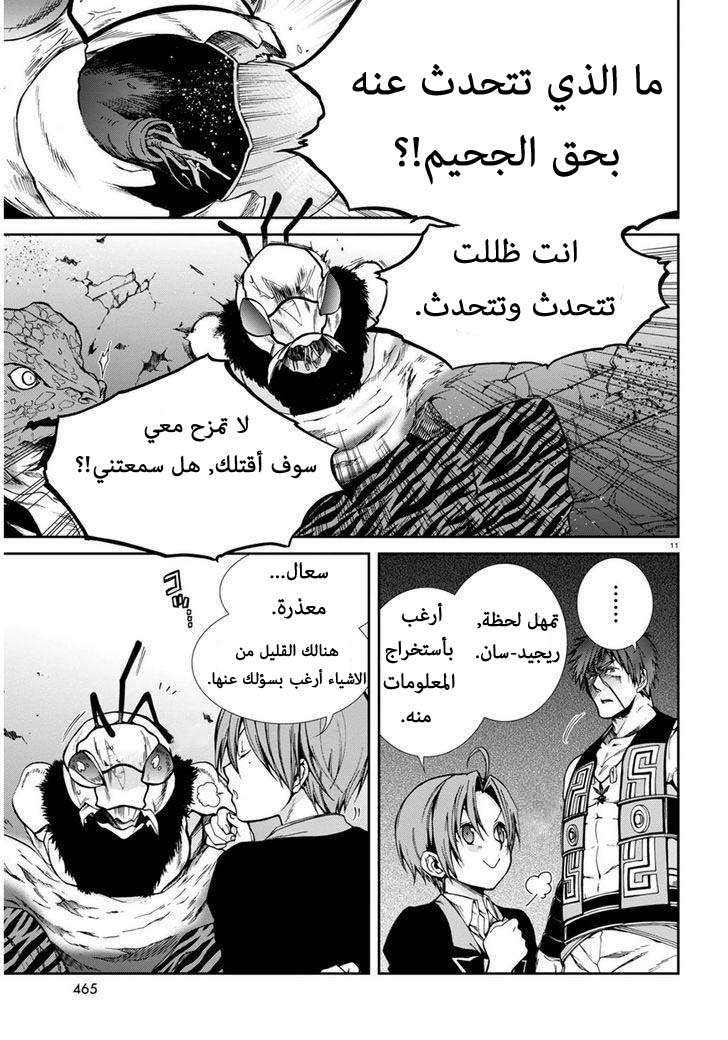 ما الذي تتحدث عنه
بحق الجحيم!؟
انت ظللت
تتحدث وتتحدث.
لا تمزح معي
سوف أقتلك, هل سمعتني!?
11
......
تمهل لحظة,
ريجيد-سان.
أرغب
بأستخراج
المعلومات
منه.
سعال...
معذرة.
هنالك القليل من
الاشياء أرغب بسؤلك عنها.
465